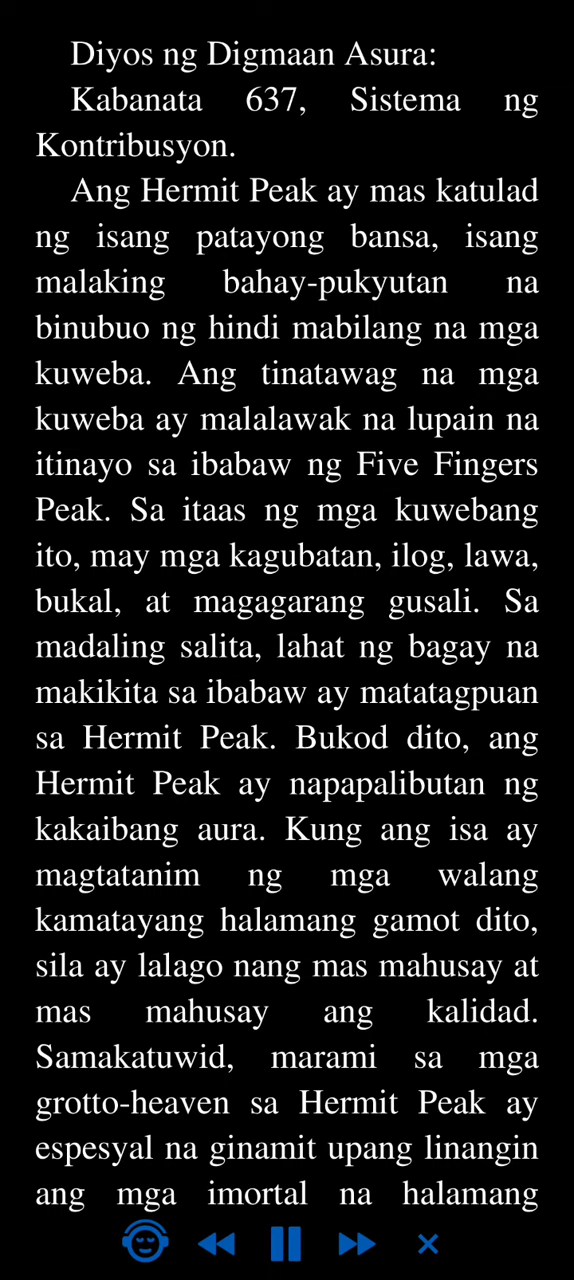 Diyos ng Digmaan Asura:
Kabanata 637, Sistema ng
Kontribusyon.
Ang Hermit Peak ay mas katulad
ng isang patayong bansa, isang
malaking bahay-pukyutan na
binubuo ng hindi mabilang na mga
kuweba. Ang tinatawag na mga
kuweba ay malalawak na lupain na
itinayo sa ibabaw ng Five Fingers
Peak. Sa itaas ng mga kuwebang
ito, may mga kagubatan, ilog, lawa,
bukal, at magagarang gusali. Sa
madaling salita, lahat ng bagay na
makikita sa ibabaw ay matatagpuan
sa Hermit Peak. Bukod dito, ang
Hermit Peak ay napapalibutan ng
kakaibang aura. Kung ang isa ay
magtatanim ng mga walang
kamatayang halamang gamot dito,
sila ay lalago nang mas mahusay at
mas mahusay ang kalidad.
Samakatuwid, marami sa mga
grotto-heaven sa Hermit Peak ay
espesyal na ginamit upang linangin
ang mga imortal na halamang